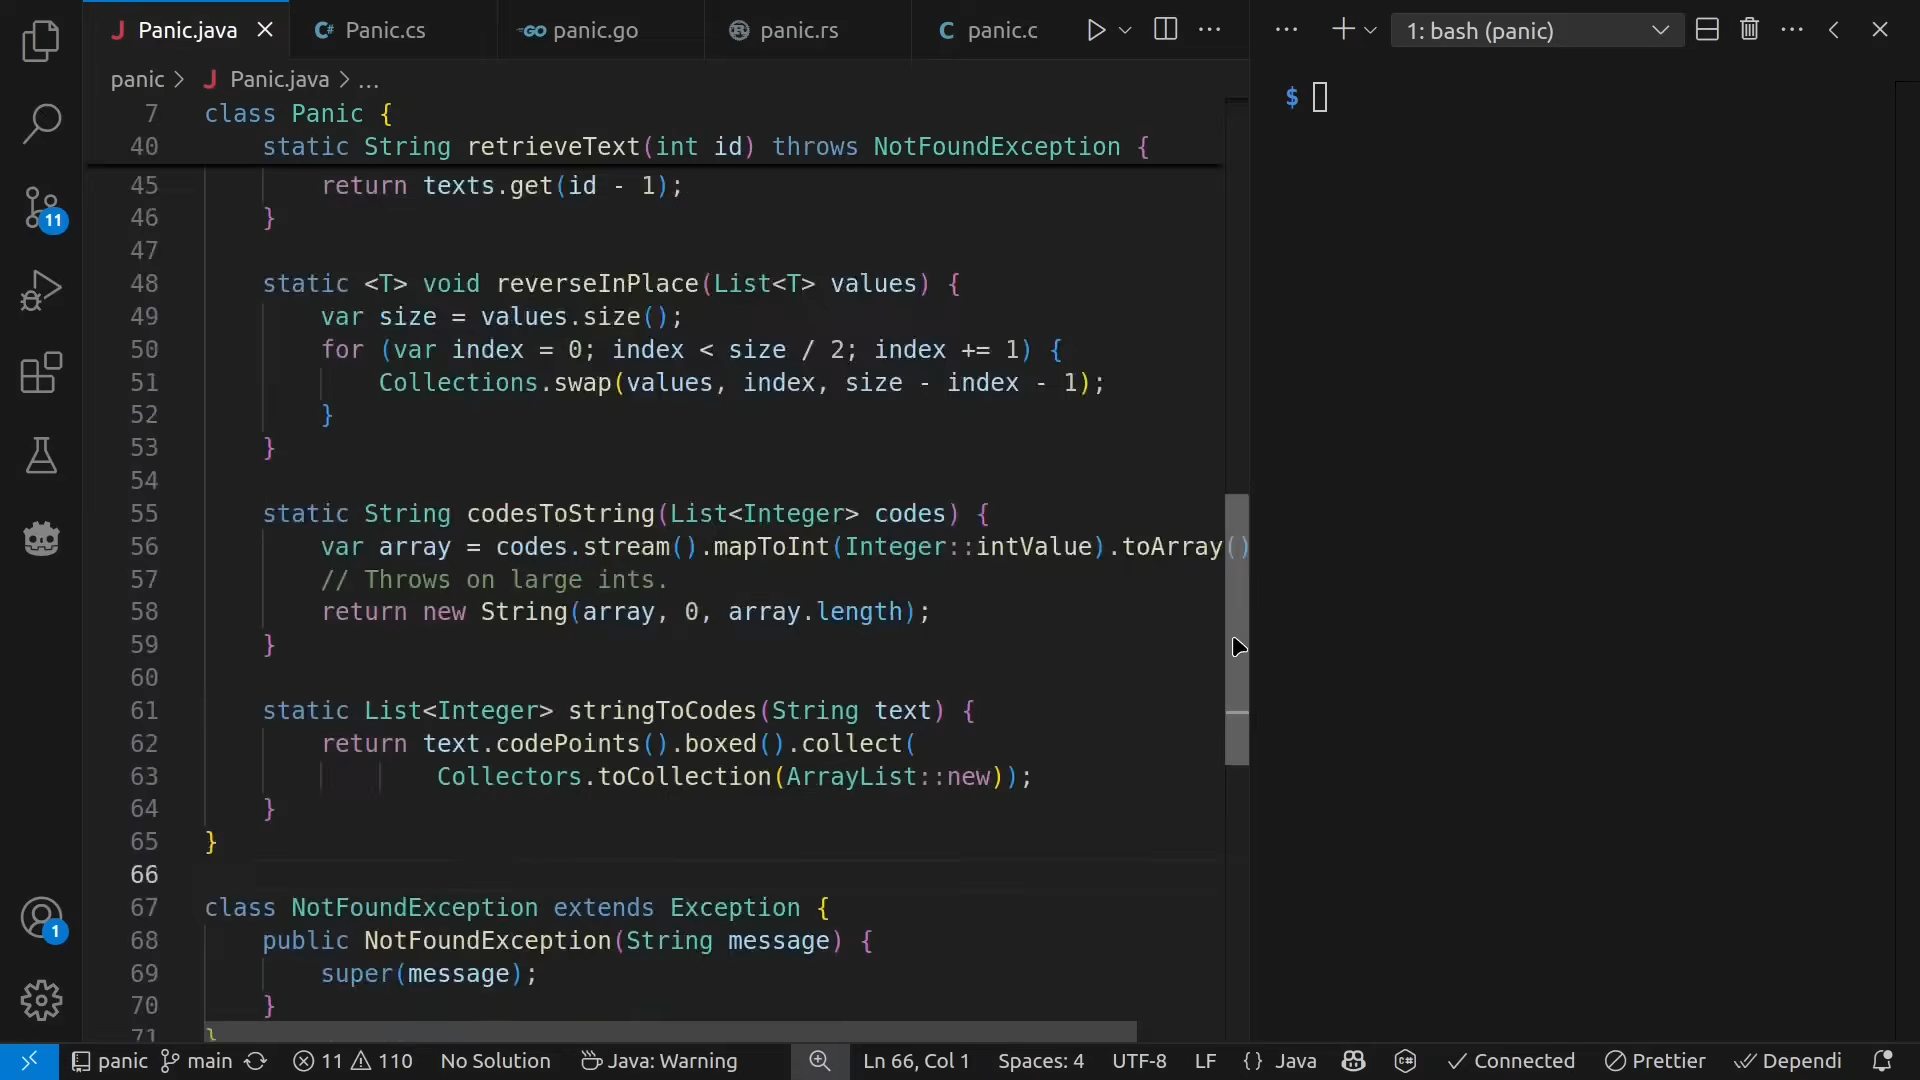 J Panic.java
C# Panic.cs
GO panic.go
panic.rs
C panic.c
1: bash (panic)
panic > J Panic.java > ...
$
7 class Panic {
40 static String retrieveText(int id) throws NotFoundException {
45 return texts.get(id - 1);
46 }
47
48 static <T> void reverseInPlace(List<T> values) {
49 var size = values.size();
50 for (var index = 0; index < size / 2; index += 1) {
51 Collections.swap(values, index, size - index - 1);
52 }
53 }
54
55 static String codesToString(List<Integer> codes) {
56 var array = codes.stream().mapToInt(Integer::intValue).toArray()
57 // Throws on large ints.
58 return new String(array, 0, array.length);
59 }
60
61 static List<Integer> stringToCodes(String text) {
62 return text.codePoints().boxed().collect(
63 Collectors.toCollection(ArrayList::new));
64 }
65 }
66
67 class NotFoundException extends Exception {
68 public NotFoundException(String message) {
69 super(message);
70 }
71 }
11
1
panic main 11 110 No Solution Java: Warning Ln 66, Col 1 Spaces: 4 UTF-8 LF {} Java Connected Prettier Dependi